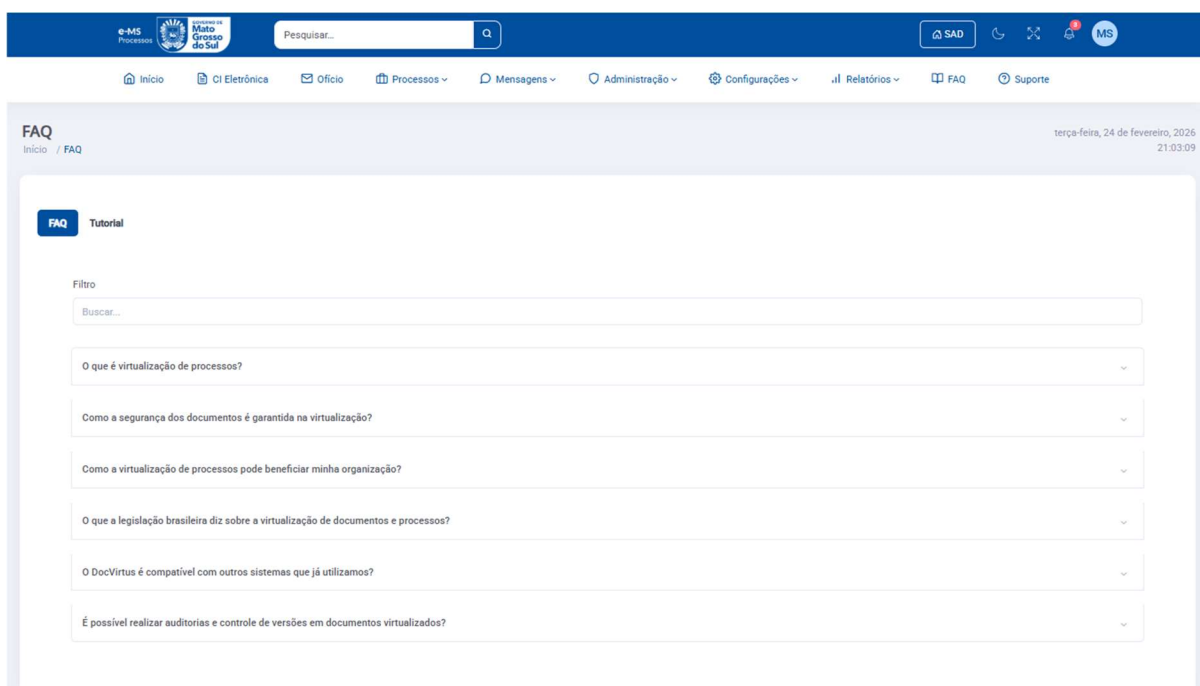 e-MS
Processos
GOVERNO DE
Mato
Grosso
do Sul
Pesquisar...
SAD
8
MS
Início
CI Eletrônica
Ofício
Processos
Mensagens
Administração
Configurações
Relatórios
FAQ
Suporte
FAQ
terça-feira, 24 de fevereiro, 2026
Início / FAQ
21:03:09
FAQ
Tutorial
Filtro
Buscar...
O que é virtualização de processos?
Como a segurança dos documentos é garantida na virtualização?
Como a virtualização de processos pode beneficiar minha organização?
O que a legislação brasileira diz sobre a virtualização de documentos e processos?
O DocVirtus é compatível com outros sistemas que já utilizamos?
É possível realizar auditorias e controle de versões em documentos virtualizados?